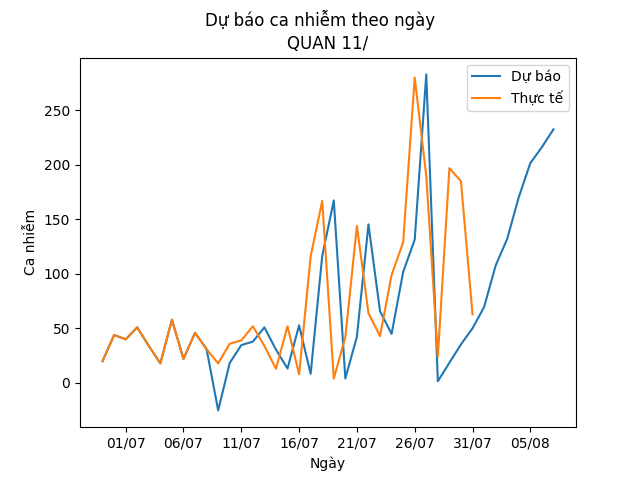 Dự báo ca nhiễm theo ngày
QUAN 11/
Dự báo
Thực tế
Ca nhiễm
250
200
150
100
50
0
01/07 06/07 11/07 16/07 21/07 26/07 31/07 05/08
Ngày